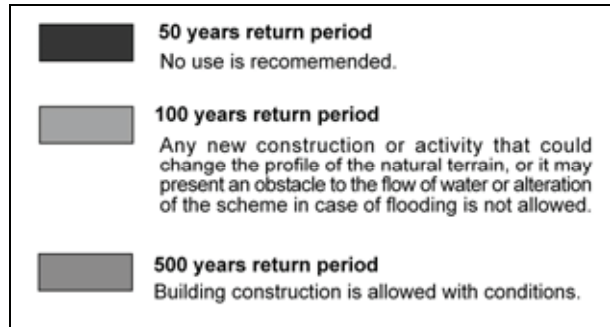 50 years return period
No use is recomemended.
100 years return period
Any new construction or activity that could
change the profile of the natural terrain, or it may
present an obstacle to the flow of water or alteration
of the scheme in case of flooding is not allowed.
500 years return period
Building construction is allowed with conditions.